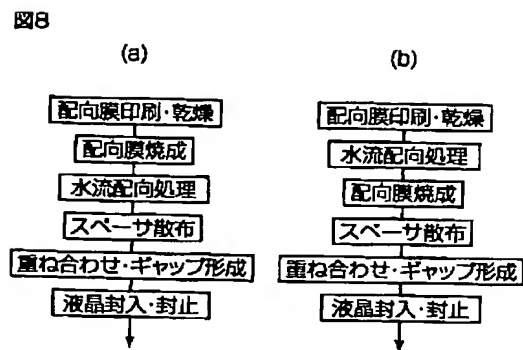 図8
(a)
配向膜印刷・乾燥
配向膜焼成
水流配向処理
スペーサ散布
重ね合わせ・ギャップ形成
液晶封入・封止
(b)
配向膜印刷・乾燥
水流配向処理
配向膜焼成
スペーサ散布
重ね合わせ・ギャップ形成
液晶封入・封止